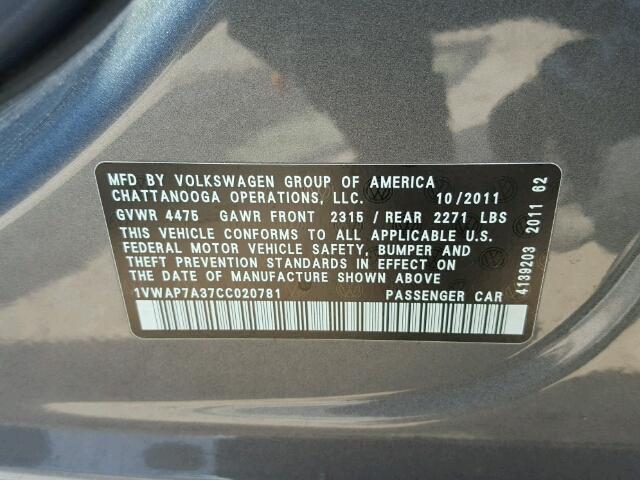 MFD BY VOLKSWAGEN GROUP OF AMERICA
CHATTANOOGA OPERATIONS, LLC. 10/2011
GVWR 4475 GAWR FRONT 2315/REAR 2271 LBS
THIS VEHICLE CONFORMS TO ALL APPLICABLE U.S.
FEDERAL MOTOR VEHICLE SAFETY, BUMPER AND
THEFT PREVENTION STANDARDS IN EFFECT ON THE
DATE OF MANUFACTURE SHOWN ABOVE
1VWAP7A37CC020781 PASSENGER CAR
4139203 2011 62